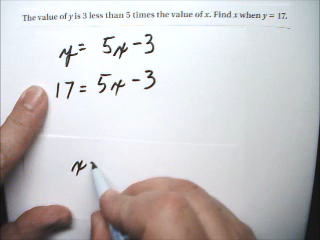 The value of y is 3 less than 5 times the value of x. Find x when y = 17.
y = 5x - 3
17 = 5x - 3
x